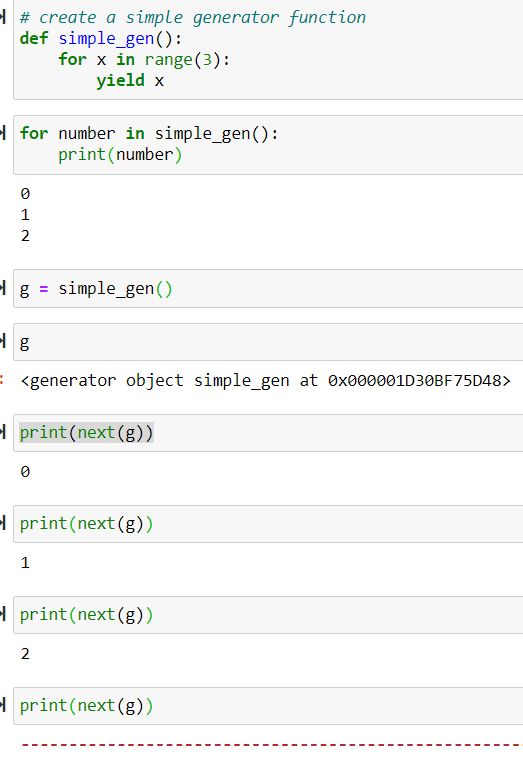 # create a simple generator function
def simple_gen():
    for x in range(3):
        yield x
for number in simple_gen():
    print(number)
0
1
2
g = simple_gen()
g
<generator object simple_gen at 0x000001D30BF75D48>
print(next(g))
0
print(next(g))
1
print(next(g))
2
print(next(g))
---------------------------------------------------------------